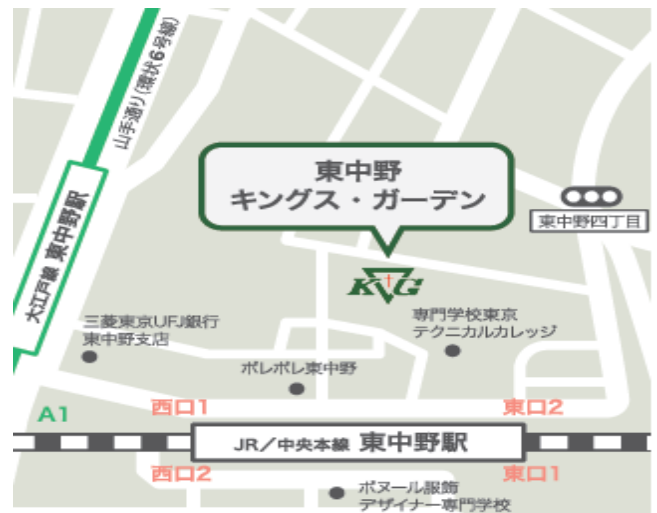 山手通り(環状6号線)
大江戸線 東中野駅
東中野
キングス・ガーデン
東中野四丁目
KG
三菱東京UFJ銀行
東中野支店
専門学校東京
テクニカルカレッジ
ポレポレ東中野
A1
西口1
東口2
JR/中央本線 東中野駅
西口2
東口1
ボヌール服飾
デザイナー専門学校